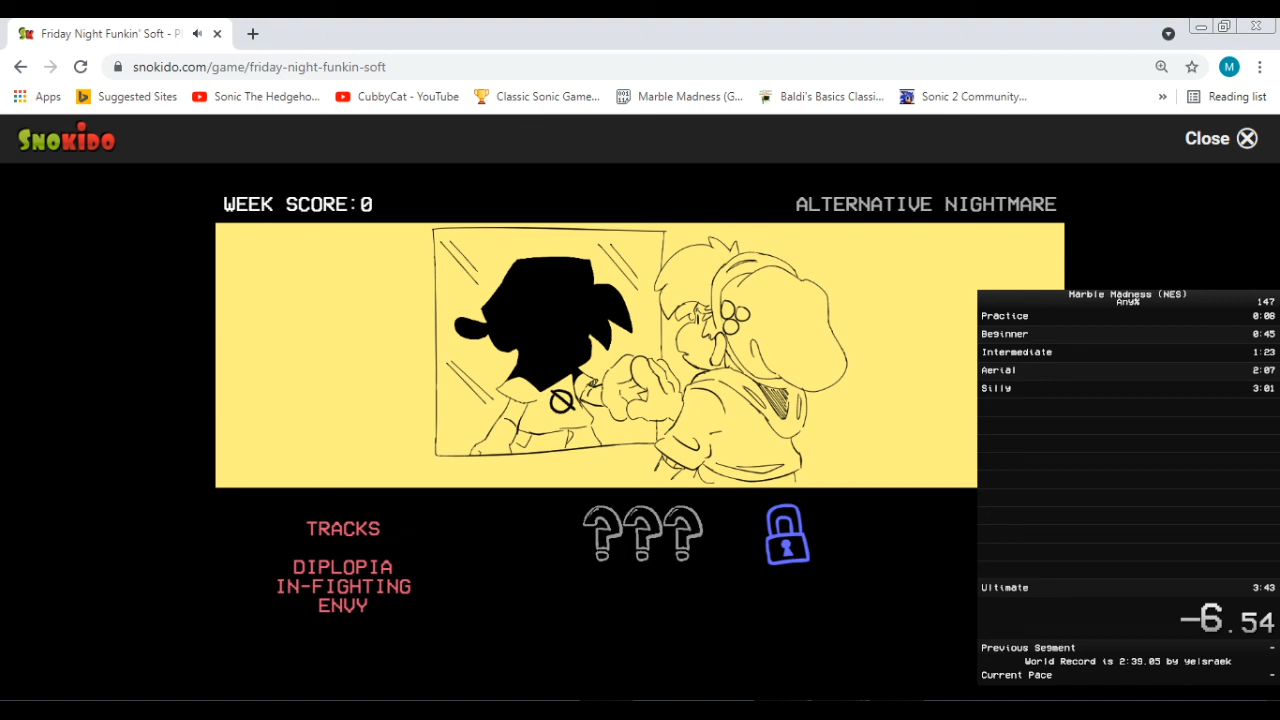 Friday Night Funkin' Soft - Pl
snokido.com/game/friday-night-funkin-soft
M
Apps
Suggested Sites
Sonic The Hedgeho...
CubbyCat - YouTube
Classic Sonic Game...
Marble Madness (G...
Baldi's Basics Classi...
Sonic 2 Community...
»
Reading list
SNOKIDO
Close
WEEK SCORE:0
ALTERNATIVE NIGHTMARE
TRACKS
DIPLOPIA
IN-FIGHTING
ENVY
???
Marble Madness (NES)
Any%
147
Practice 0:08
Beginner 0:45
Intermediate 1:23
Aerial 2:07
Silly 3:01
Ultimate 3:43
-6.54
Previous Segment -
World Record is 2:39.05 by yelsraek
Current Pace -